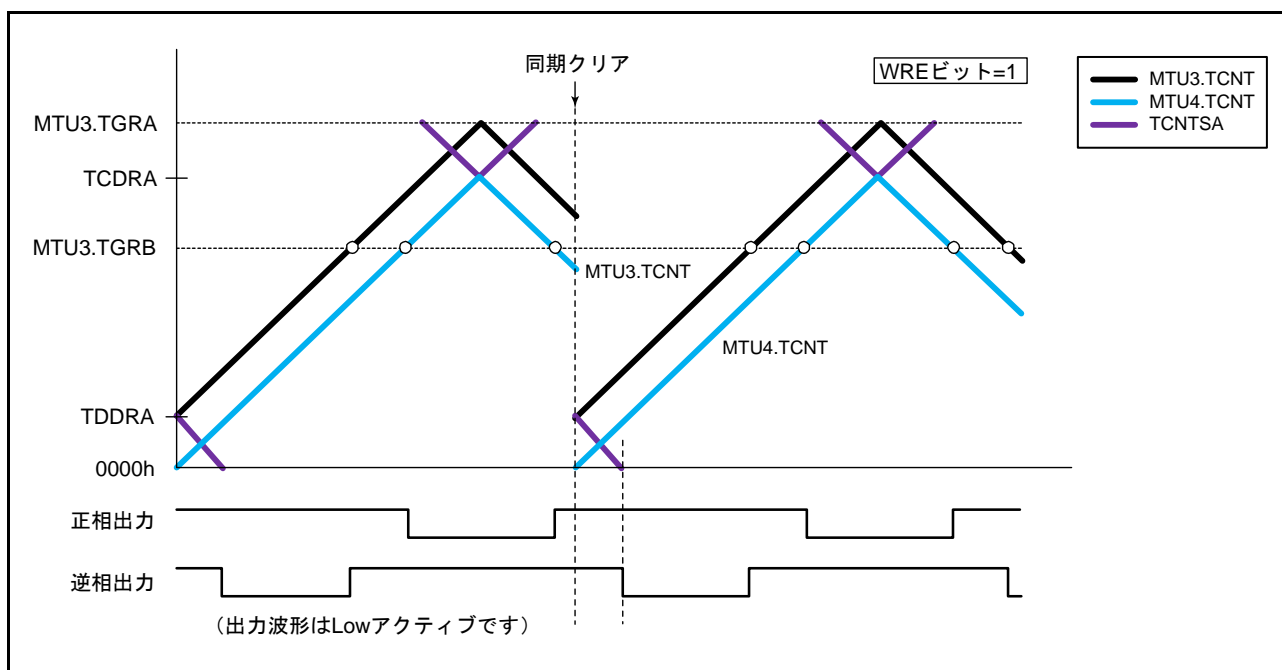 同期クリア
WREビット=1
MTU3.TCNT
MTU4.TCNT
TCNTSA
MTU3.TGRA
TCDRA
MTU3.TGRB
MTU3.TCNT
MTU4.TCNT
TDDRA
0000h
正相出力
逆相出力
（出力波形はLowアクティブです）